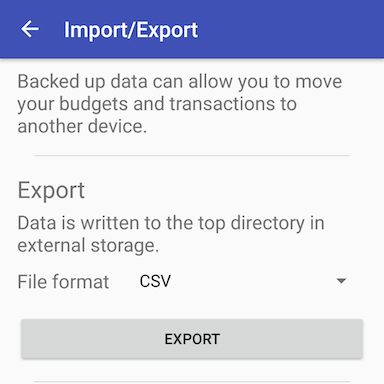 Import/Export
Backed up data can allow you to move
your budgets and transactions to
another device.
Export
Data is written to the top directory in
external storage.
File format CSV
EXPORT